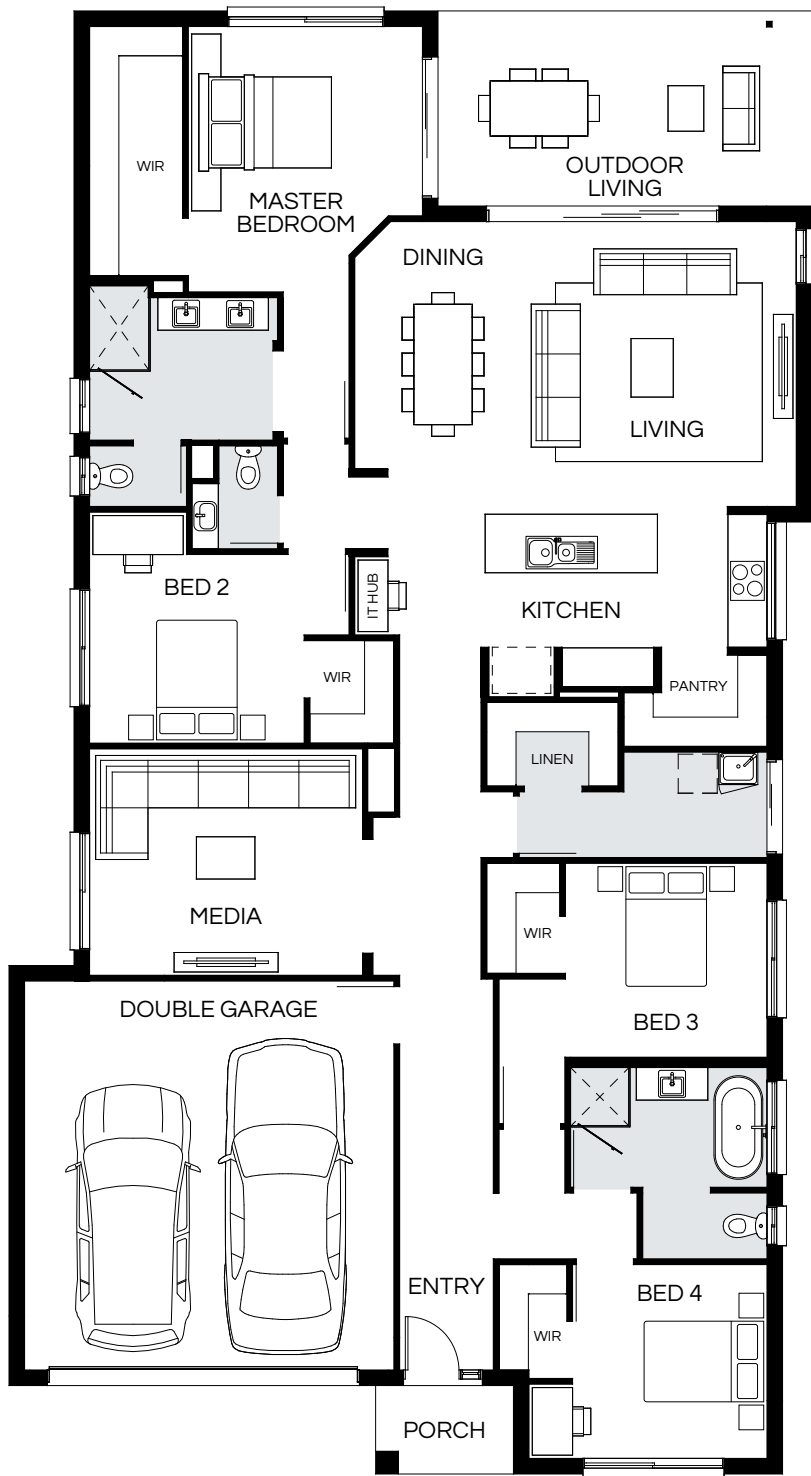 WIR
MASTER
BEDROOM
OUTDOOR
LIVING
DINING
LIVING
BED 2
IT HUB
KITCHEN
WIR
PANTRY
LINEN
MEDIA
WIR
BED 3
DOUBLE GARAGE
ENTRY
BED 4
WIR
PORCH